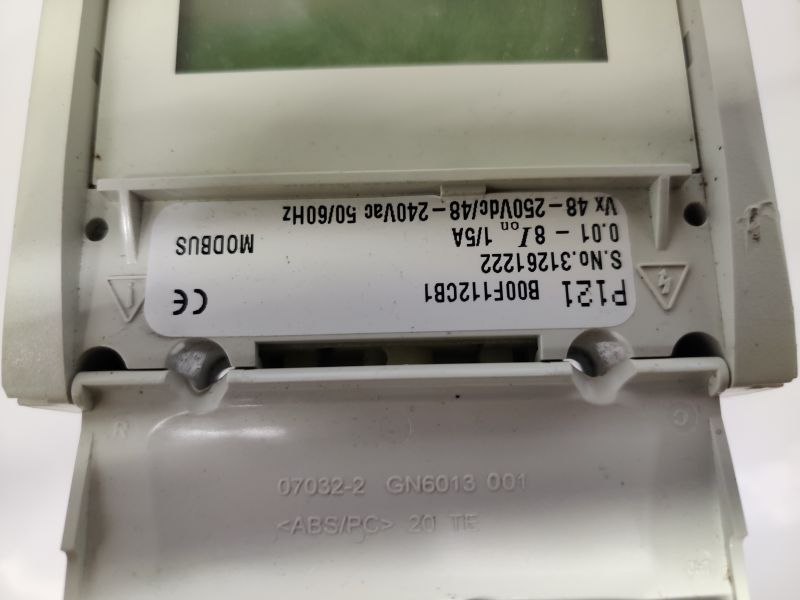 P121 B00F112CB1
S.No.31261222
0.01 – 8Ion 1/5A MODBUS
Vx 48–250Vdc/48–240Vac 50/60Hz
CE
07032-2 GN6013 001
<ABS/PC> 20 TE